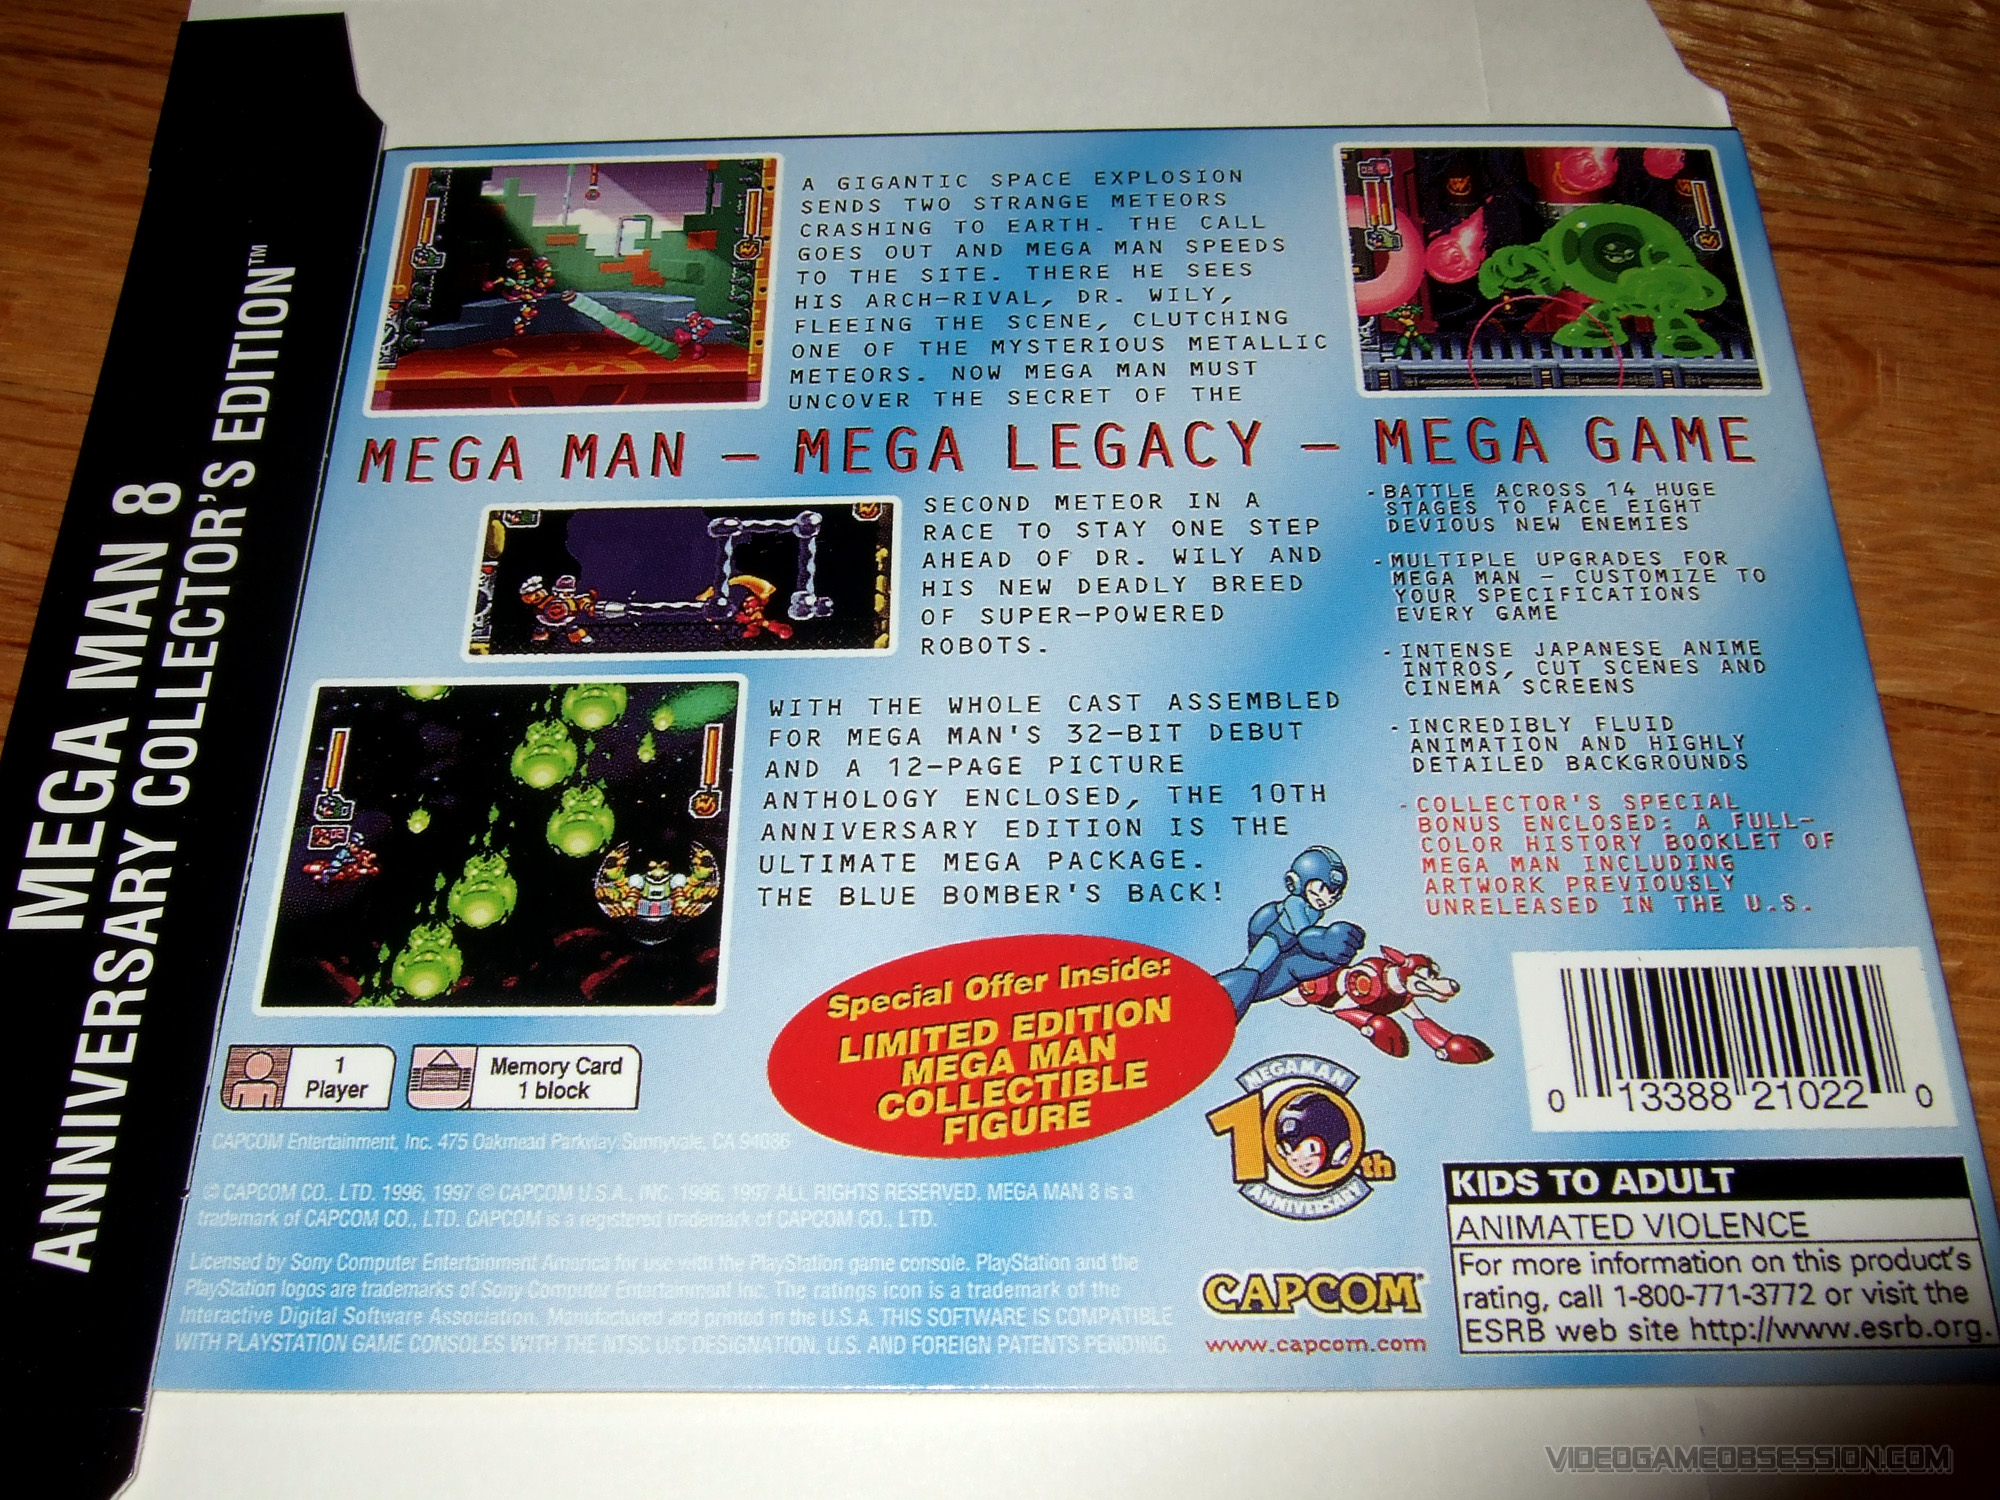 MEGA MAN 8
ANNIVERSARY COLLECTOR'S EDITION™
A GIGANTIC SPACE EXPLOSION
SENDS TWO STRANGE METEORS
CRASHING TO EARTH. THE CALL
GOES OUT AND MEGA MAN SPEEDS
TO THE SITE. THERE HE SEES
HIS ARCH-RIVAL, DR. WILY,
FLEEING THE SCENE, CLUTCHING
ONE OF THE MYSTERIOUS METALLIC
METEORS. NOW MEGA MAN MUST
UNCOVER THE SECRET OF THE
MEGA MAN – MEGA LEGACY – MEGA GAME
SECOND METEOR IN A
RACE TO STAY ONE STEP
AHEAD OF DR. WILY AND
HIS NEW DEADLY BREED
OF SUPER-POWERED
ROBOTS.
WITH THE WHOLE CAST ASSEMBLED
FOR MEGA MAN'S 32-BIT DEBUT
AND A 12-PAGE PICTURE
ANTHOLOGY ENCLOSED, THE 10TH
ANNIVERSARY EDITION IS THE
ULTIMATE MEGA PACKAGE.
THE BLUE BOMBER'S BACK!
-BATTLE ACROSS 14 HUGE
STAGES TO FACE EIGHT
DEVIOUS NEW ENEMIES
-MULTIPLE UPGRADES FOR
MEGA MAN – CUSTOMIZE TO
YOUR SPECIFICATIONS
EVERY GAME
-INTENSE JAPANESE ANIME
INTROS, CUT SCENES AND
CINEMA SCREENS
-INCREDIBLY FLUID
ANIMATION AND HIGHLY
DETAILED BACKGROUNDS
-COLLECTOR'S SPECIAL
BONUS ENCLOSED: A FULL-
COLOR HISTORY BOOKLET OF
MEGA MAN INCLUDING
ARTWORK PREVIOUSLY
UNRELEASED IN THE U.S.
Special Offer Inside:
LIMITED EDITION
MEGA MAN
COLLECTIBLE
FIGURE
1
Player
Memory Card
1 block
MEGAMAN
10th
ANNIVERSARY
0 13388 21022 0
CAPCOM Entertainment, Inc. 475 Oakmead Parkway Sunnyvale, CA 94086
© CAPCOM CO., LTD. 1996, 1997 © CAPCOM U.S.A., INC. 1996, 1997 ALL RIGHTS RESERVED. MEGA MAN 8 is a
trademark of CAPCOM CO., LTD. CAPCOM is a registered trademark of CAPCOM CO., LTD.
Licensed by Sony Computer Entertainment America for use with the PlayStation game console. PlayStation and the
PlayStation logos are trademarks of Sony Computer Entertainment Inc. The ratings icon is a trademark of the
Interactive Digital Software Association. Manufactured and printed in the U.S.A. THIS SOFTWARE IS COMPATIBLE
WITH PLAYSTATION GAME CONSOLES WITH THE NTSC U/C DESIGNATION. U.S. AND FOREIGN PATENTS PENDING.
CAPCOM
www.capcom.com
KIDS TO ADULT
ANIMATED VIOLENCE
For more information on this product's
rating, call 1-800-771-3772 or visit the
ESRB web site http://www.esrb.org.
VIDEOGAMEOBSESSION.COM